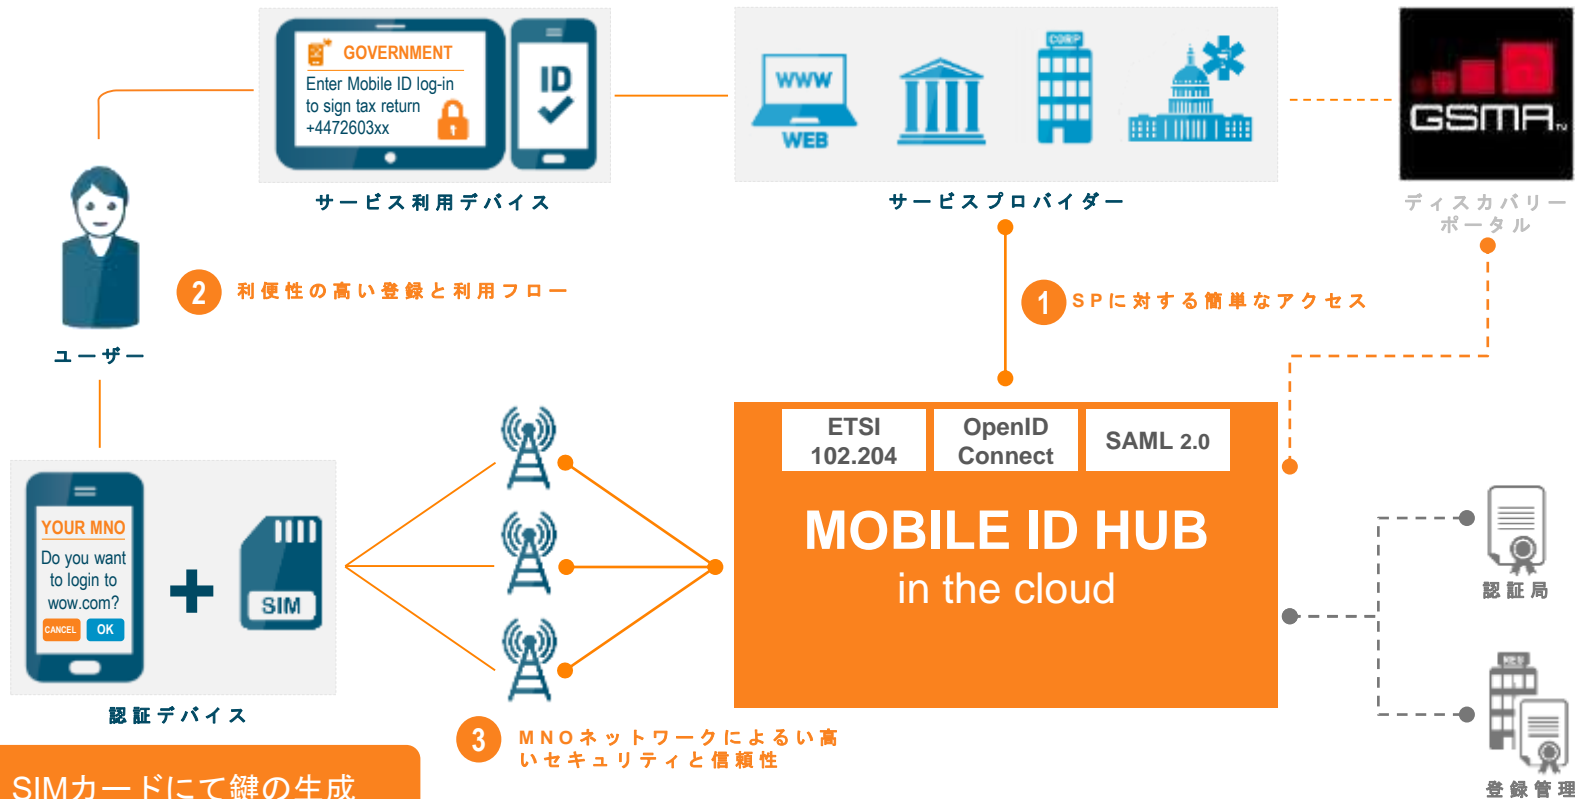 GOVERNMENT
Enter Mobile ID log-in
to sign tax return
+4472603xx
ID
WWW
WEB
CORP
GSMA
サービス利用デバイス
サービスプロバイダー
ディスカバリー
ポータル
2 利便性の高い登録と利用フロー
1 SPに対する簡単なアクセス
ユーザー
ETSI
102.204
OpenID
Connect
SAML 2.0
MOBILE ID HUB
in the cloud
YOUR MNO
Do you want
to login to
wow.com?
CANCEL
OK
SIM
認証デバイス
認証局
3 MNOネットワークによるい高
いセキュリティと信頼性
登録管理
SIMカードにて鍵の生成